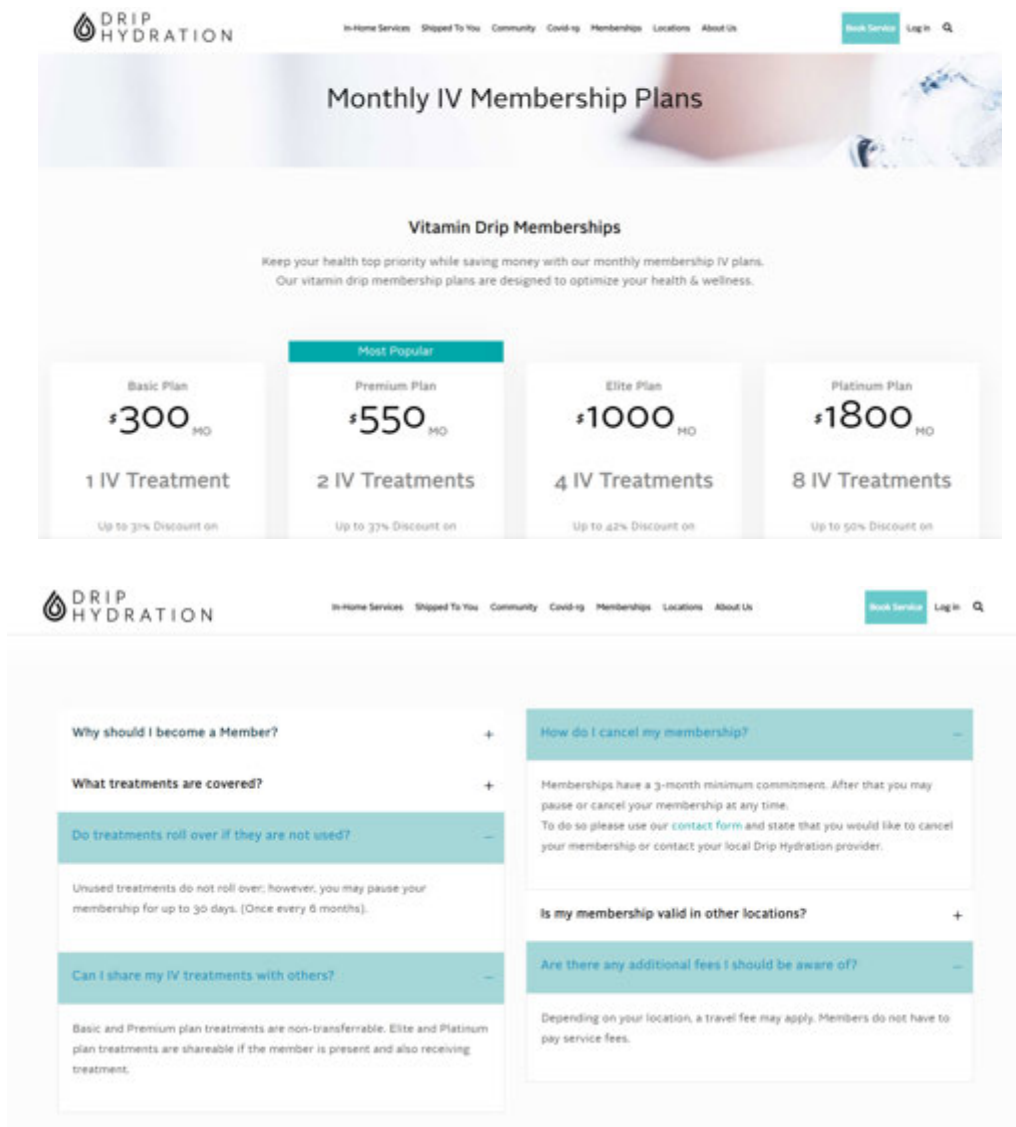 DRIP
HYDRATION
In-Home Services Shipped To You Community Covid-19 Memberships Locations About Us
Book Service Log in
Monthly IV Membership Plans
Vitamin Drip Memberships
Keep your health top priority while saving money with our monthly membership IV plans.
Our vitamin drip membership plans are designed to optimize your health & wellness.
Most Popular
Basic Plan
$300 MO
1 IV Treatment
Up to 31% Discount on
Premium Plan
$550 MO
2 IV Treatments
Up to 37% Discount on
Elite Plan
$1000 MO
4 IV Treatments
Up to 42% Discount on
Platinum Plan
$1800 MO
8 IV Treatments
Up to 50% Discount on
DRIP
HYDRATION
In-Home Services Shipped To You Community Covid-19 Memberships Locations About Us
Book Service Log in
Why should I become a Member? +
What treatments are covered? +
Do treatments roll over if they are not used? –
Unused treatments do not roll over; however, you may pause your
membership for up to 30 days. (Once every 6 months).
Can I share my IV treatments with others? –
Basic and Premium plan treatments are non-transferrable. Elite and Platinum
plan treatments are shareable if the member is present and also receiving
treatment.
How do I cancel my membership? –
Memberships have a 3-month minimum commitment. After that you may
pause or cancel your membership at any time.
To do so please use our contact form and state that you would like to cancel
your membership or contact your local Drip Hydration provider.
Is my membership valid in other locations? +
Are there any additional fees I should be aware of? –
Depending on your location, a travel fee may apply. Members do not have to
pay service fees.